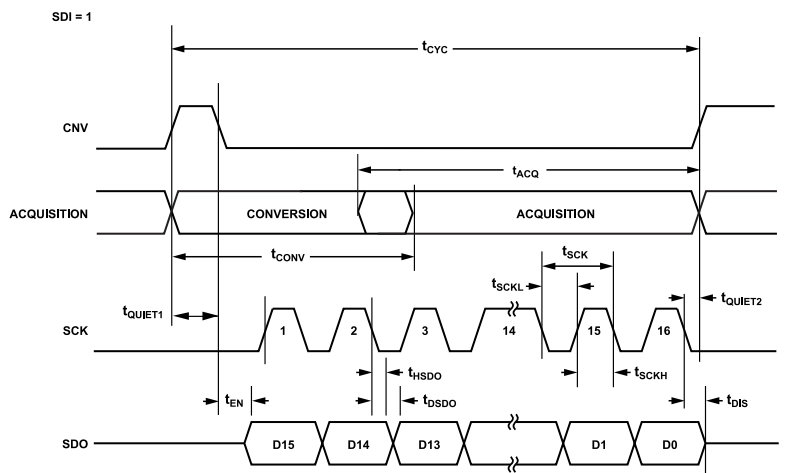 SDI = 1
tCYC
CNV
tACQ
ACQUISITION
CONVERSION
ACQUISITION
tCONV
tSCK
tSCKL
tQUIET1
tQUIET2
SCK
1
2
3
14
15
16
tHSDO
tSCKH
tEN
tDSDO
tDIS
SDO
D15
D14
D13
D1
D0